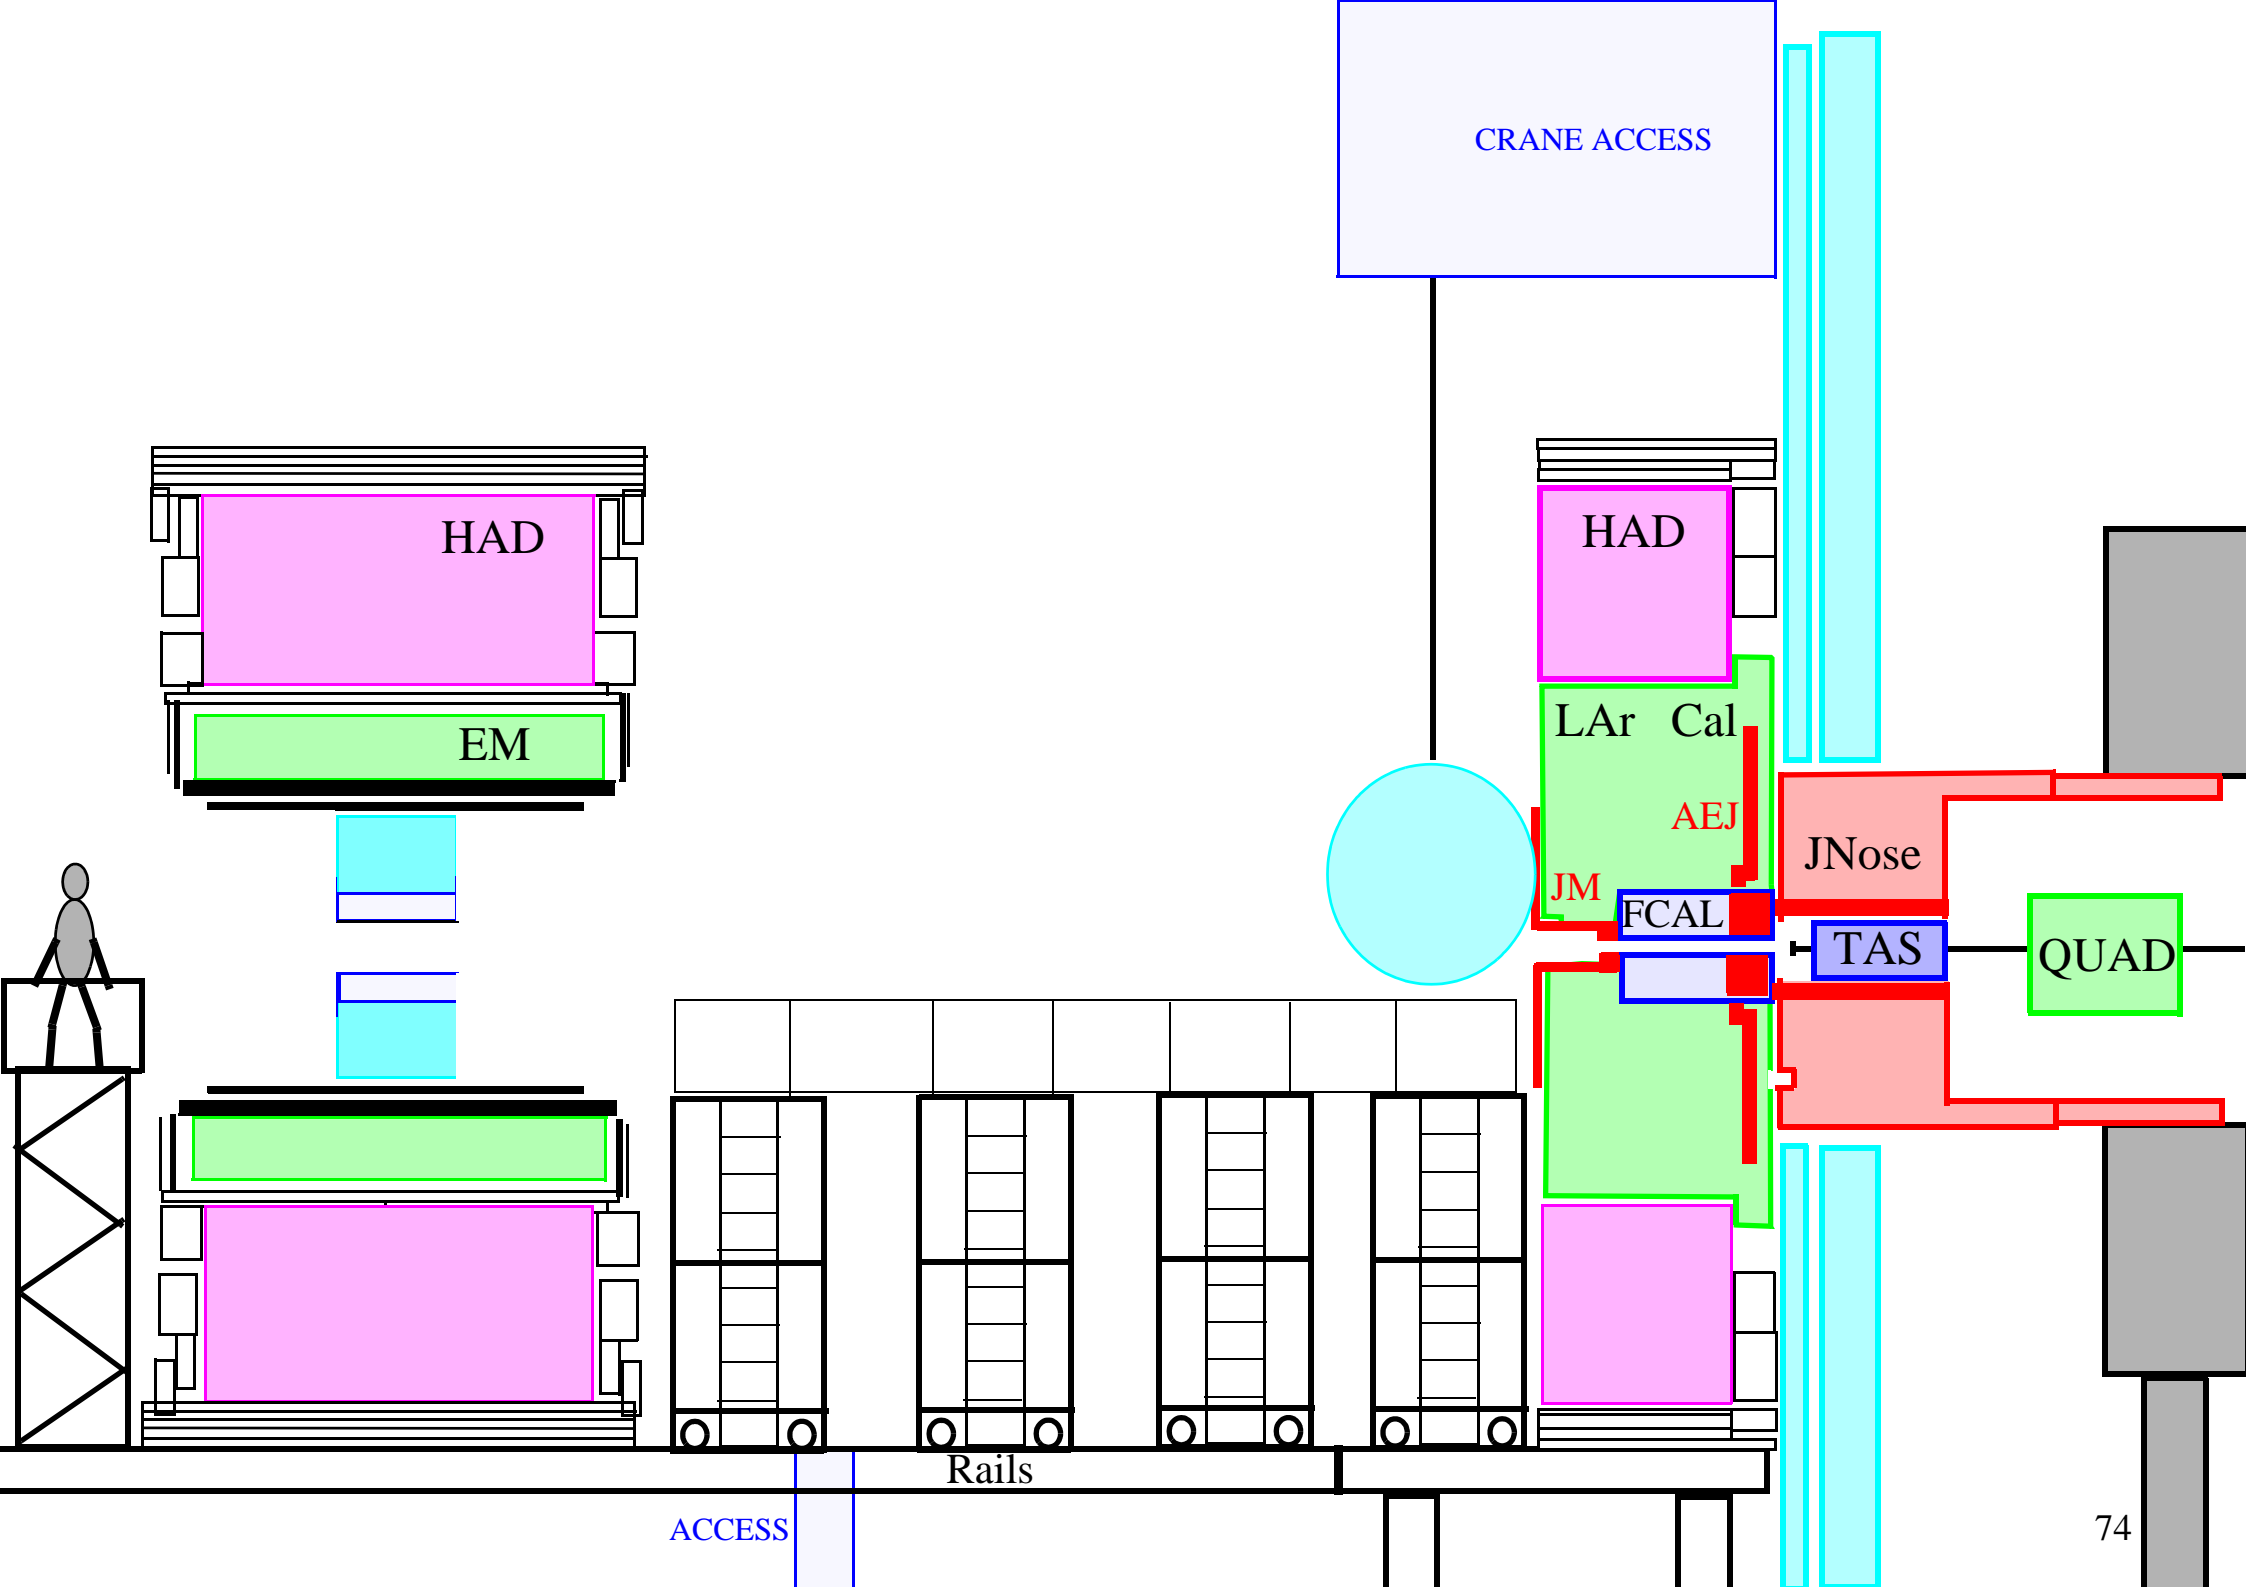 CRANE ACCESS
HAD
HAD
EM
LAr Cal
AEJ
JM
JNose
FCAL
TAS
QUAD
Rails
ACCESS
74